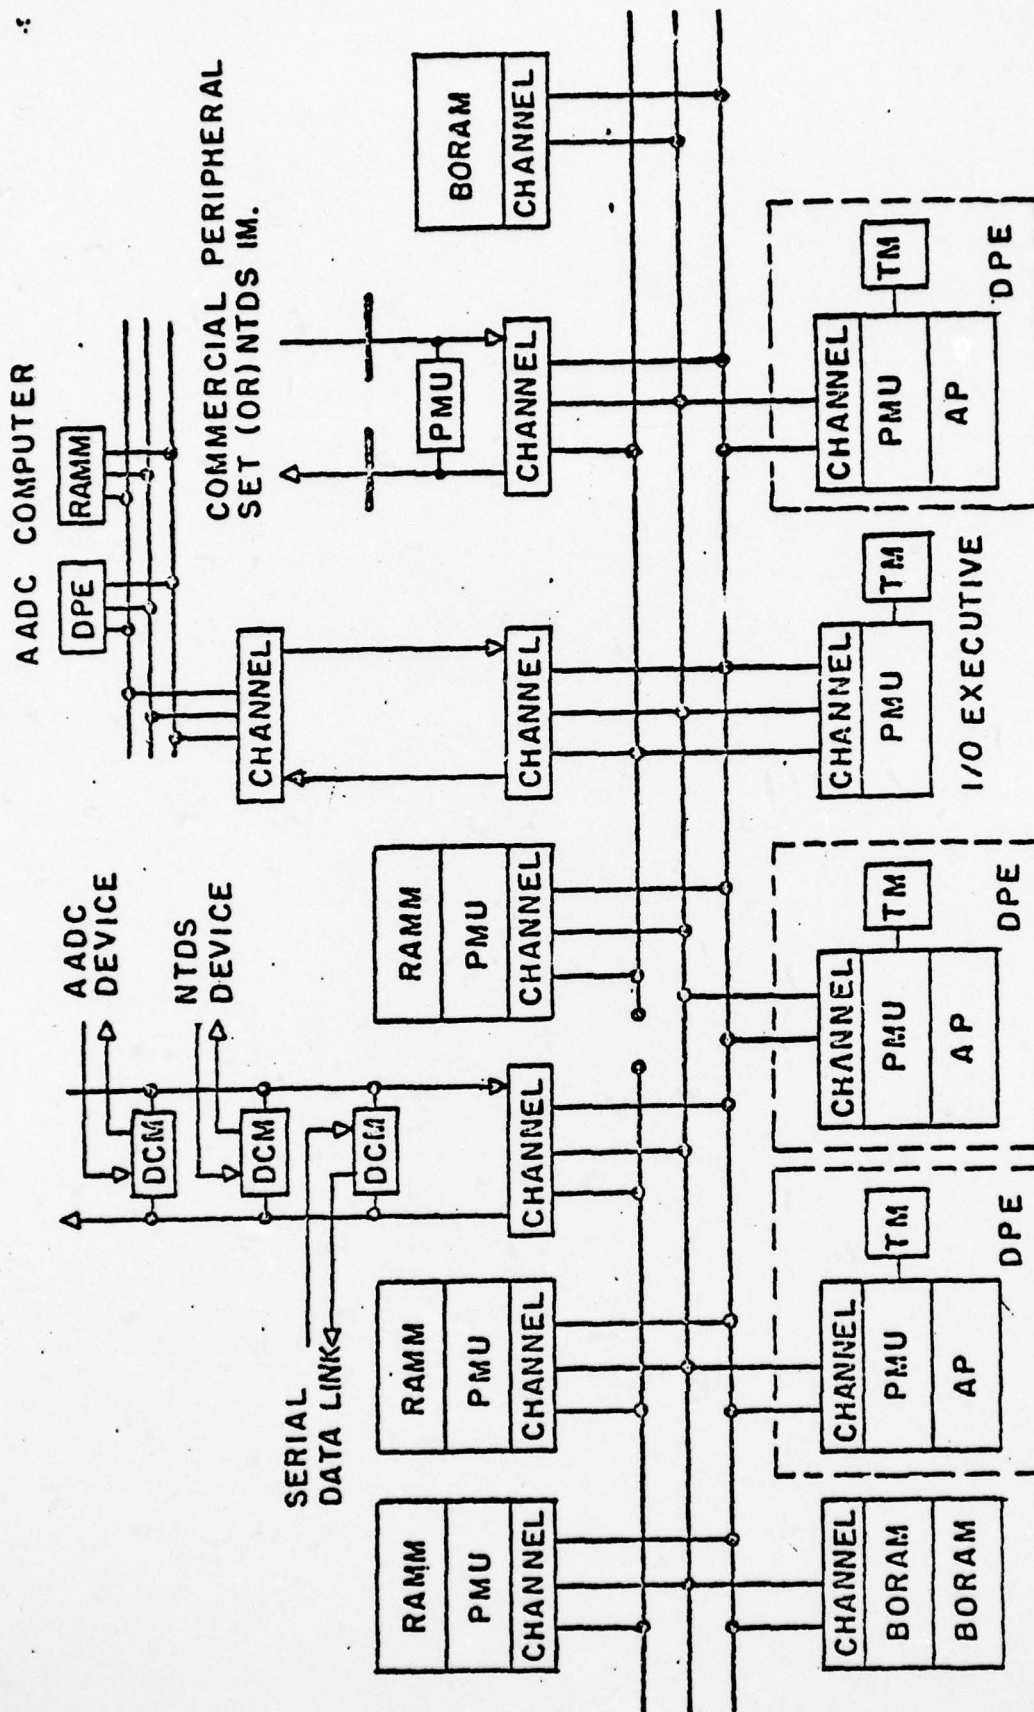 AADC COMPUTER
DPE
RAMM
CHANNEL
COMMERCIAL PERIPHERAL
SET (OR) NTDS IM.
PMU
AADC
DEVICE
NTDS
DEVICE
DCM
DCM
DCM
SERIAL
DATA LINK
RAMM
PMU
CHANNEL
RAMM
PMU
CHANNEL
CHANNEL
RAMM
PMU
CHANNEL
CHANNEL
CHANNEL
BORAM
CHANNEL
CHANNEL
BORAM
BORAM
CHANNEL
PMU
AP
TM
DPE
CHANNEL
PMU
AP
TM
DPE
CHANNEL
PMU
TM
I/O EXECUTIVE
CHANNEL
PMU
AP
TM
DPE